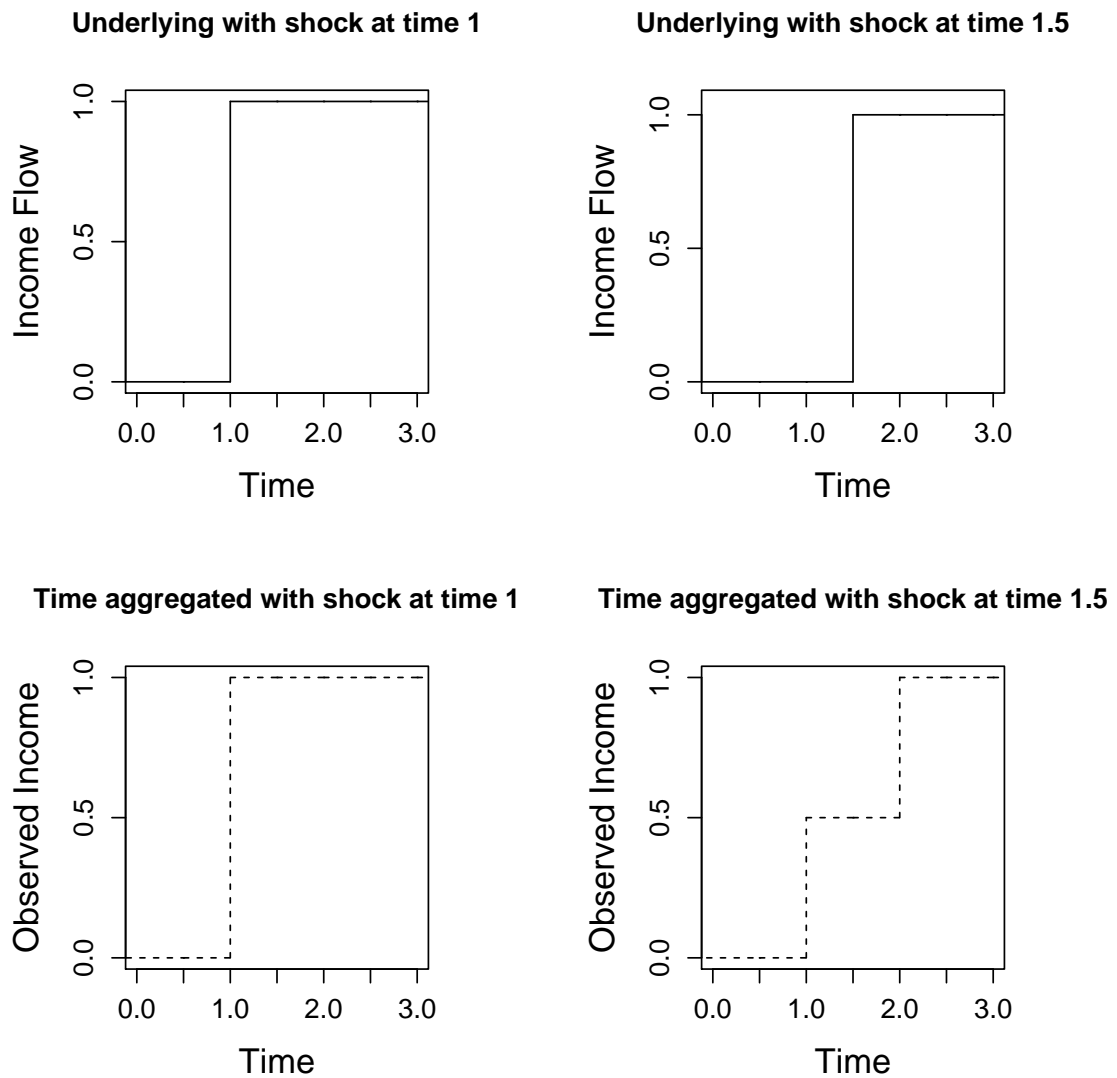 Underlying with shock at time 1
Income Flow
0.0 0.5 1.0
0.0 1.0 2.0 3.0
Time
Underlying with shock at time 1.5
Income Flow
0.0 0.5 1.0
0.0 1.0 2.0 3.0
Time
Time aggregated with shock at time 1
Observed Income
0.0 0.5 1.0
0.0 1.0 2.0 3.0
Time
Time aggregated with shock at time 1.5
Observed Income
0.0 0.5 1.0
0.0 1.0 2.0 3.0
Time